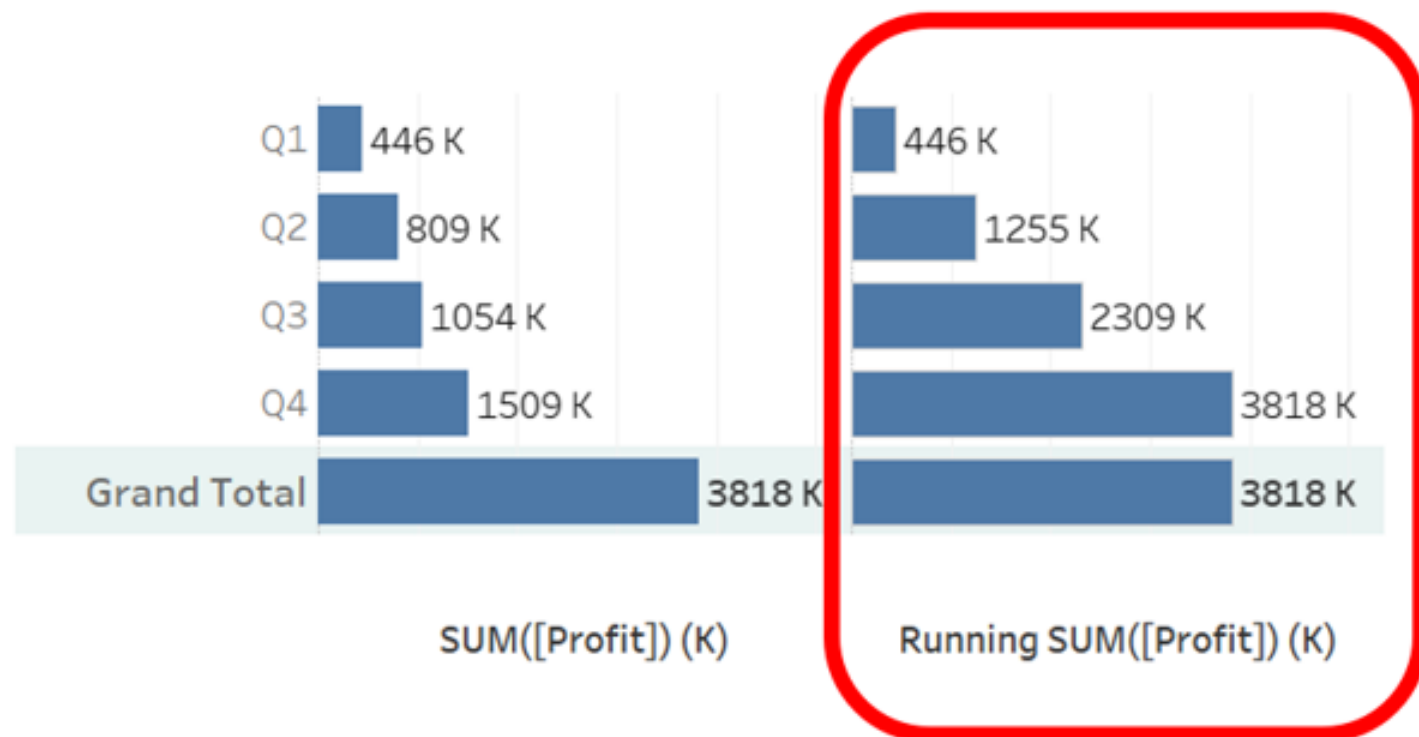 Q1 446 K 446 K
Q2 809 K 1255 K
Q3 1054 K 2309 K
Q4 1509 K 3818 K
Grand Total 3818 K 3818 K
SUM([Profit]) (K) Running SUM([Profit]) (K)